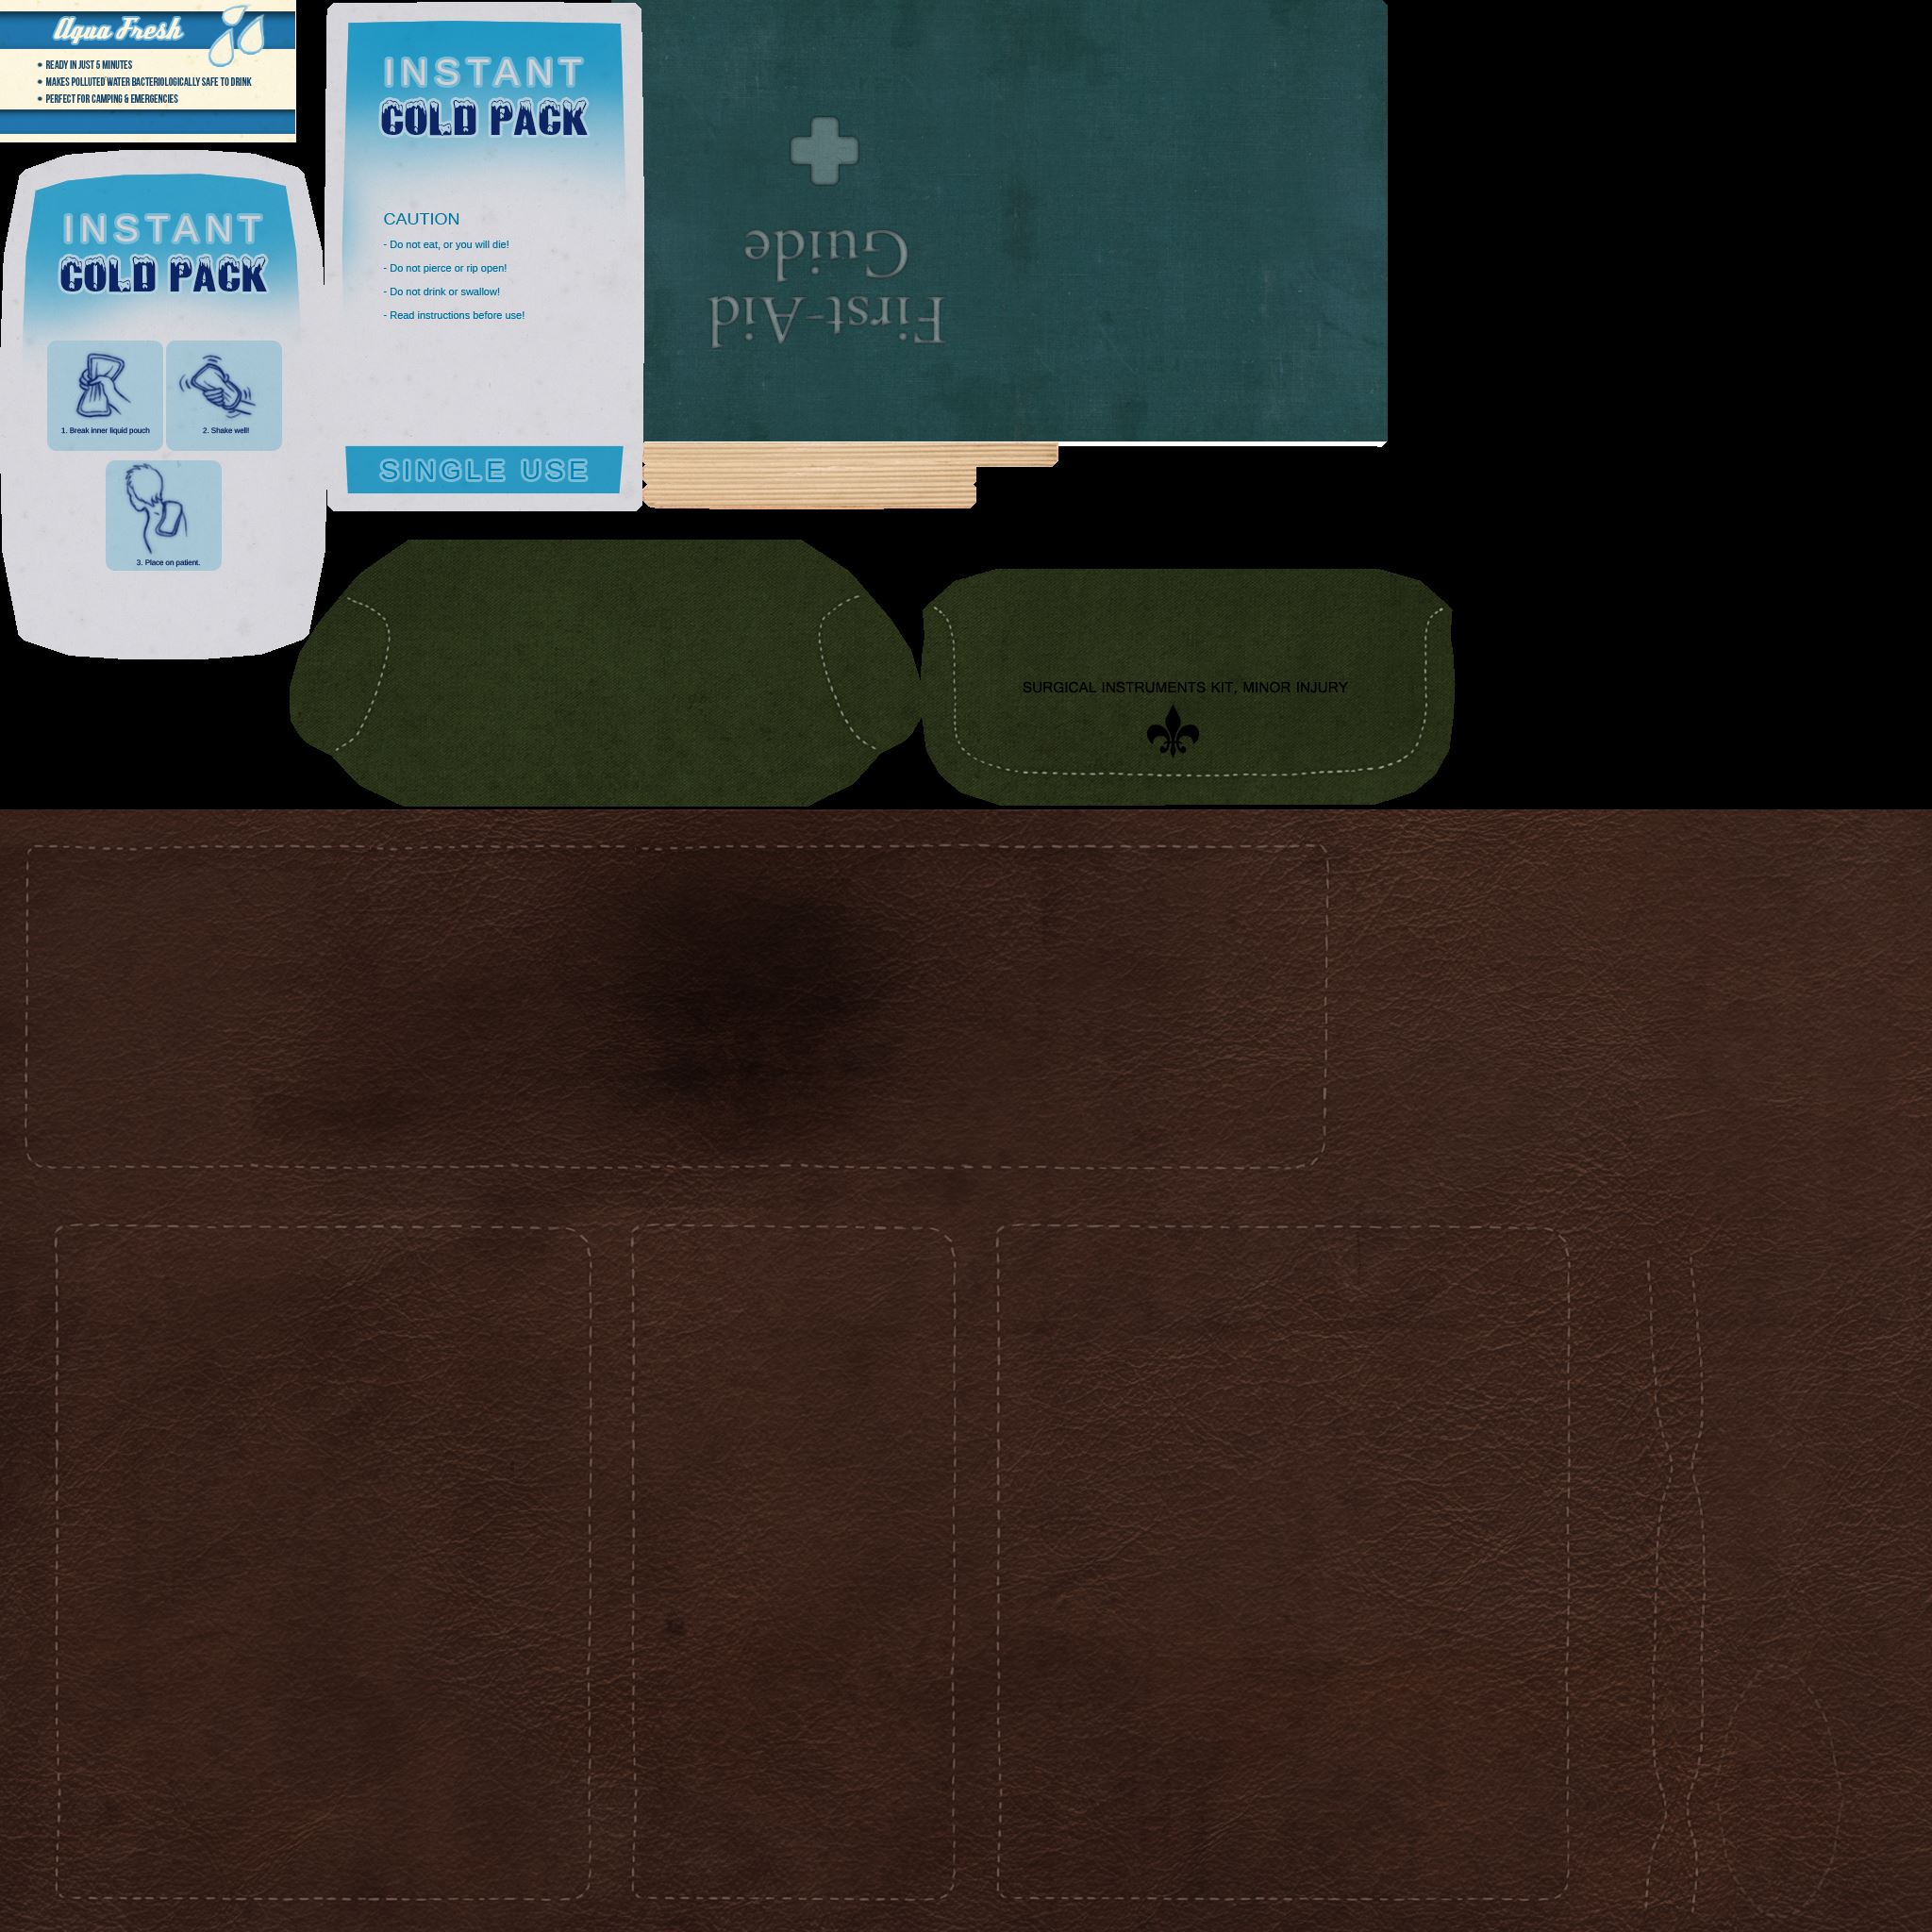 Aqua Fresh
• READY IN JUST 5 MINUTES
• MAKES POLLUTED WATER BACTERIOLOGICALLY SAFE TO DRINK
• PERFECT FOR CAMPING & EMERGENCIES
INSTANT
COLD PACK
1. Break inner liquid pouch
2. Shake well!
3. Place on patient.
INSTANT
COLD PACK
CAUTION
- Do not eat, or you will die!
- Do not pierce or rip open!
- Do not drink or swallow!
- Read instructions before use!
SINGLE USE
First-Aid
Guide
SURGICAL INSTRUMENTS KIT, MINOR INJURY